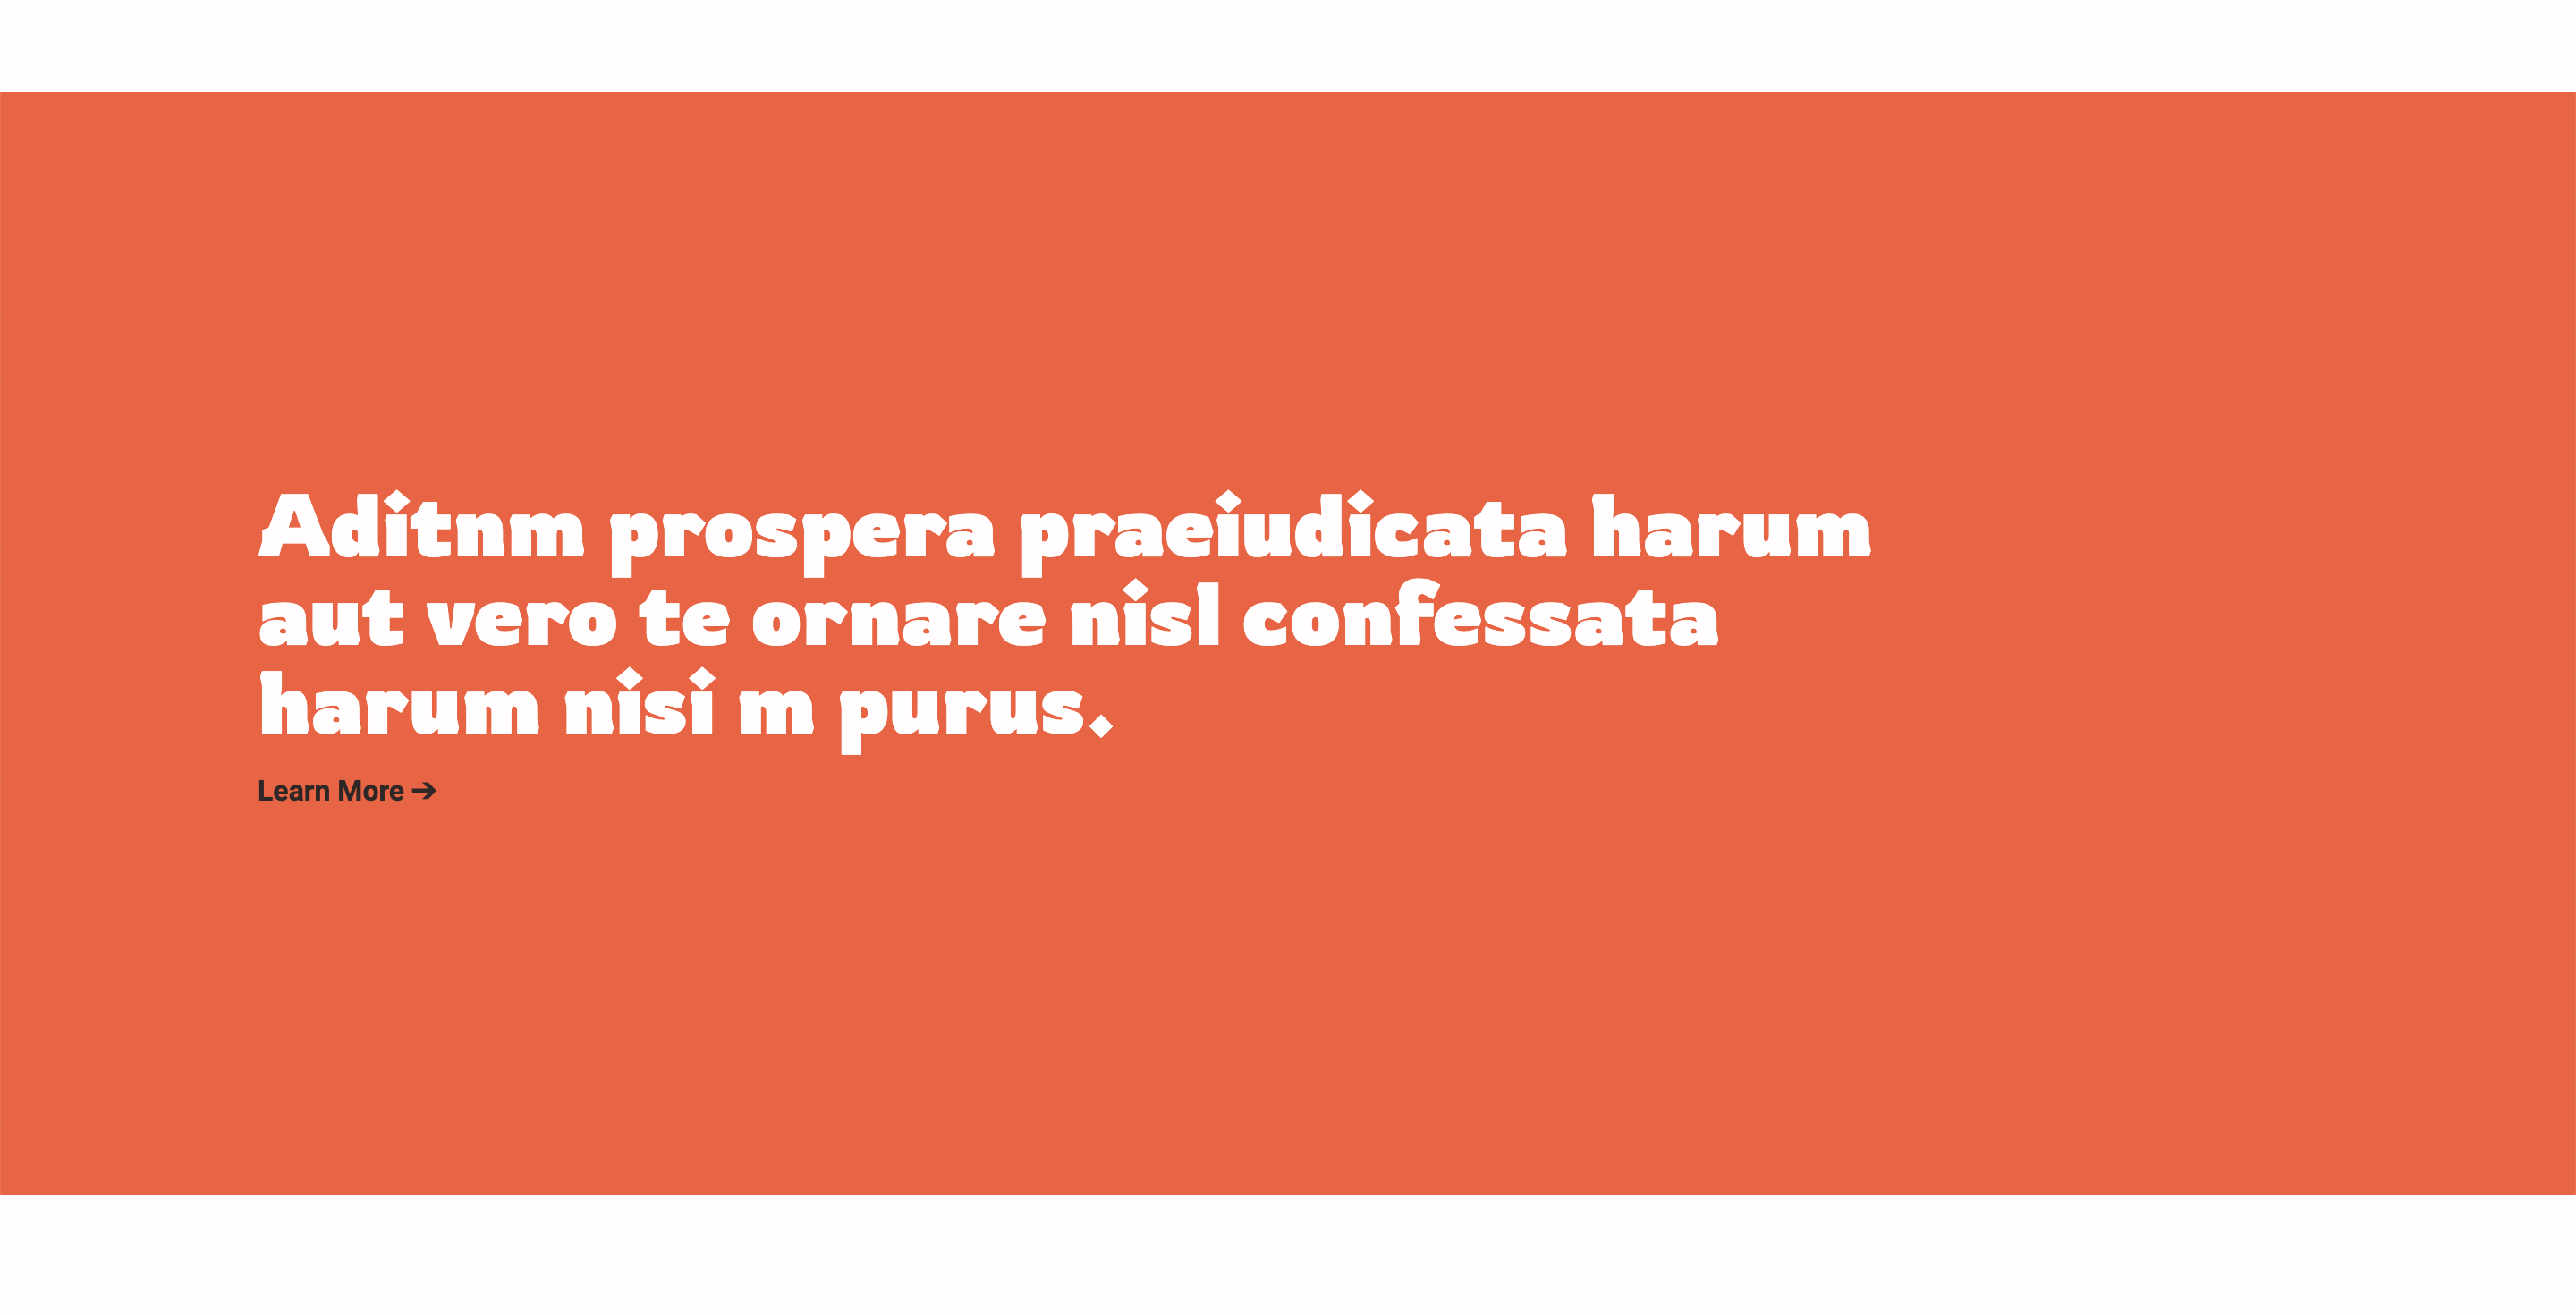 Aditnm prospera praeiudicata harum
aut vero te ornare nisl confessata
harum nisi m purus.
Learn More →